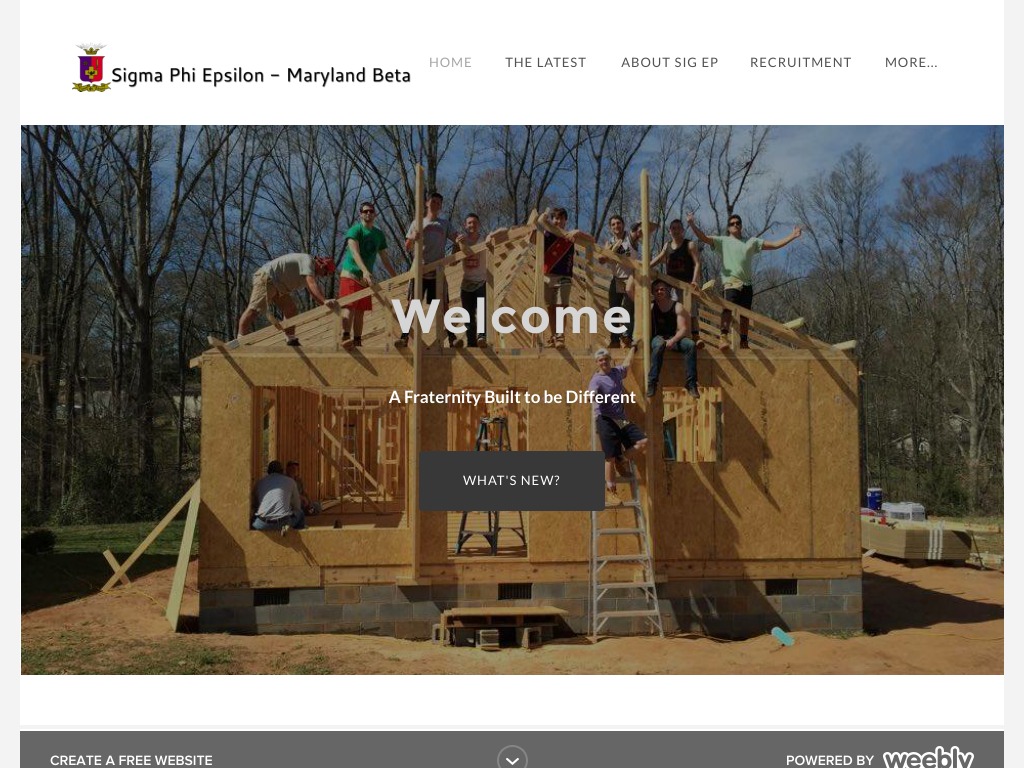 Sigma Phi Epsilon - Maryland Beta
HOME
THE LATEST
ABOUT SIG EP
RECRUITMENT
MORE...
Welcome
A Fraternity Built to be Different
WHAT'S NEW?
CREATE A FREE WEBSITE
POWERED BY weebly